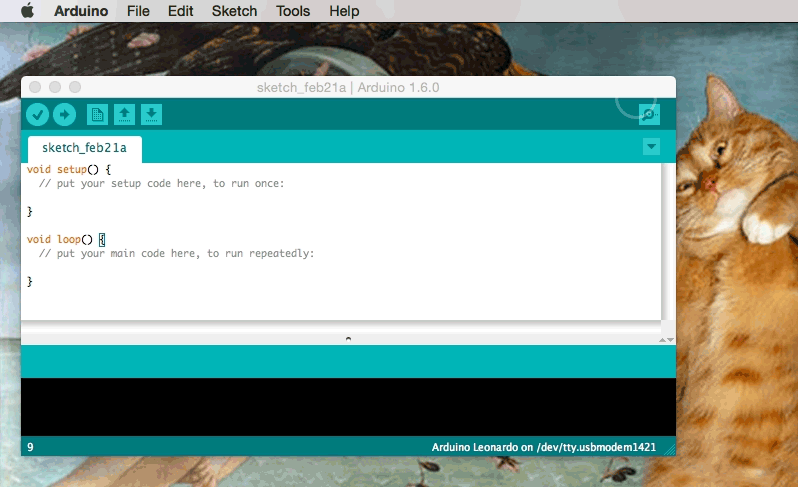 Arduino File Edit Sketch Tools Help
sketch_feb21a | Arduino 1.6.0
sketch_feb21a
void setup() {
  // put your setup code here, to run once:
}
void loop() {
  // put your main code here, to run repeatedly:
}
9 Arduino Leonardo on /dev/tty.usbmodem1421